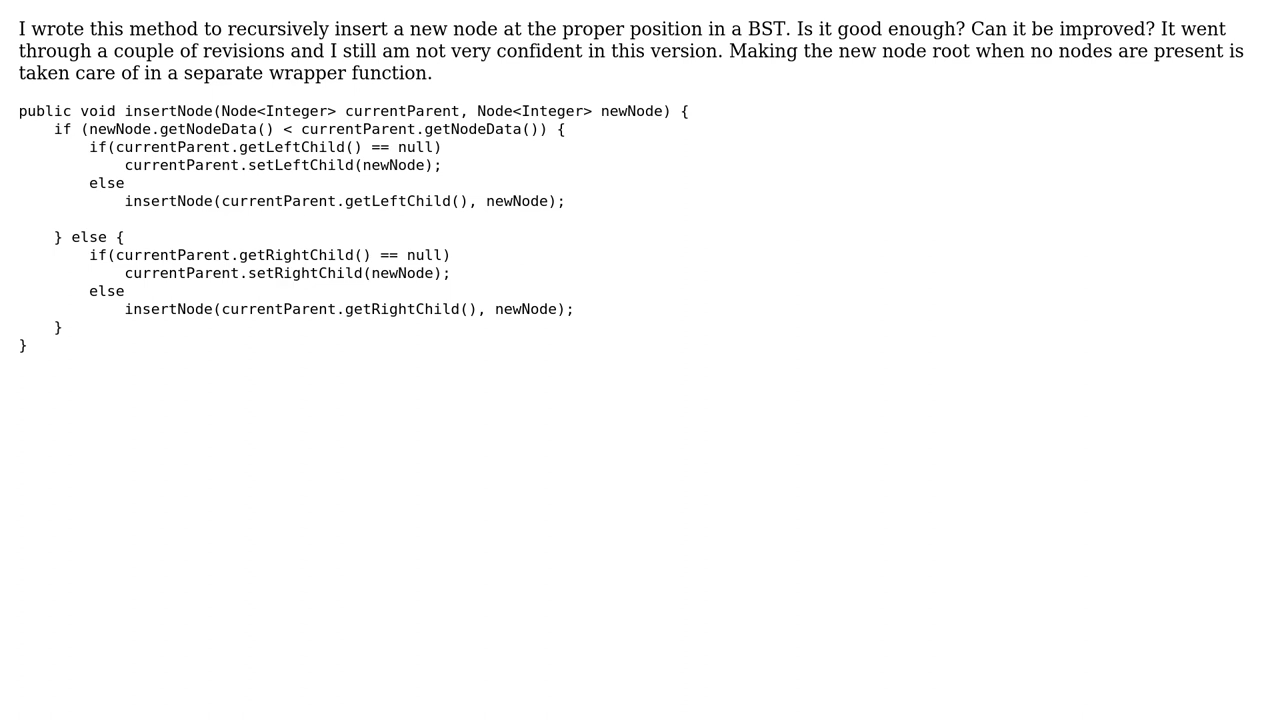 I wrote this method to recursively insert a new node at the proper position in a BST. Is it good enough? Can it be improved? It went
through a couple of revisions and I still am not very confident in this version. Making the new node root when no nodes are present is
taken care of in a separate wrapper function.
public void insertNode(Node<Integer> currentParent, Node<Integer> newNode) {
    if (newNode.getNodeData() < currentParent.getNodeData()) {
        if(currentParent.getLeftChild() == null)
            currentParent.setLeftChild(newNode);
        else
            insertNode(currentParent.getLeftChild(), newNode);

    } else {
        if(currentParent.getRightChild() == null)
            currentParent.setRightChild(newNode);
        else
            insertNode(currentParent.getRightChild(), newNode);
    }
}